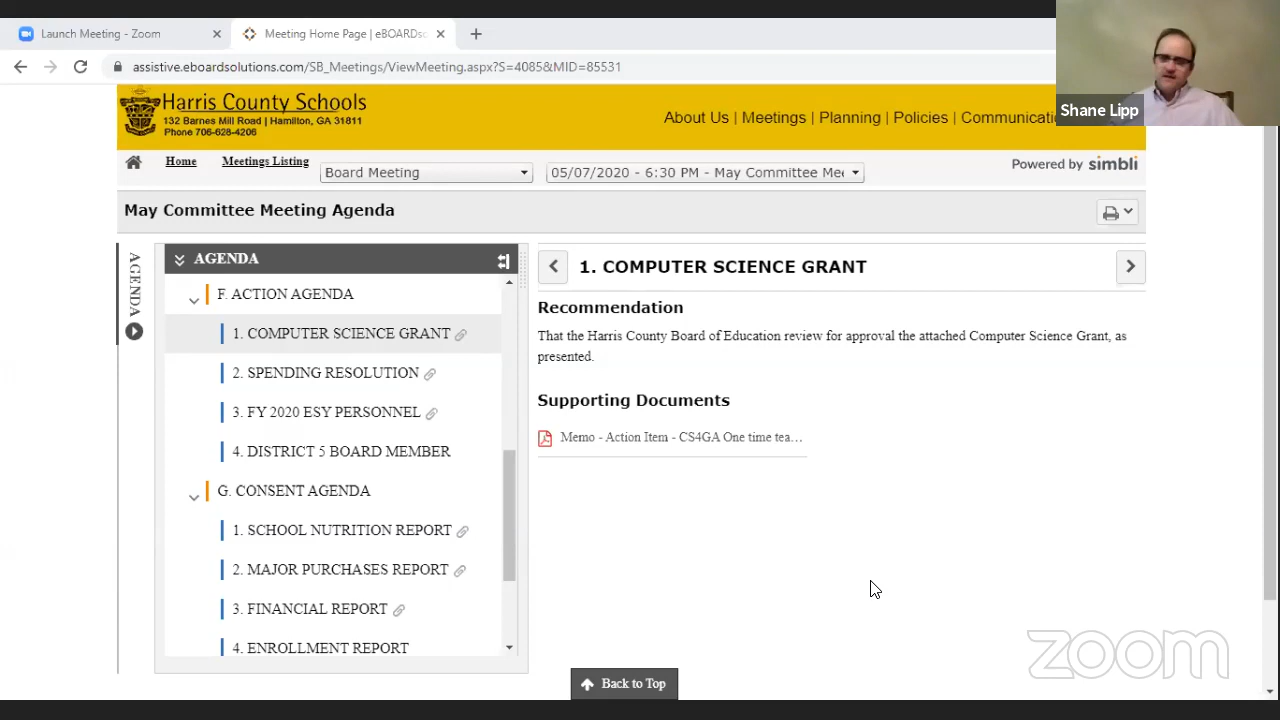 Launch Meeting - Zoom
Meeting Home Page | eBOARDso
assistive.eboardsolutions.com/SB_Meetings/ViewMeeting.aspx?S=4085&MID=85531
Shane Lipp
Harris County Schools
132 Barnes Mill Road | Hamilton, GA 31811
Phone 706-628-4206
About Us | Meetings | Planning | Policies | Communicati
Home
Meetings Listing
Board Meeting
05/07/2020 - 6:30 PM - May Committee Mee
Powered by simbli
May Committee Meeting Agenda
AGENDA
AGENDA
F. ACTION AGENDA
1. COMPUTER SCIENCE GRANT
2. SPENDING RESOLUTION
3. FY 2020 ESY PERSONNEL
4. DISTRICT 5 BOARD MEMBER
G. CONSENT AGENDA
1. SCHOOL NUTRITION REPORT
2. MAJOR PURCHASES REPORT
3. FINANCIAL REPORT
4. ENROLLMENT REPORT
1. COMPUTER SCIENCE GRANT
Recommendation
That the Harris County Board of Education review for approval the attached Computer Science Grant, as
presented.
Supporting Documents
Memo - Action Item - CS4GA One time tea...
Back to Top
zoom